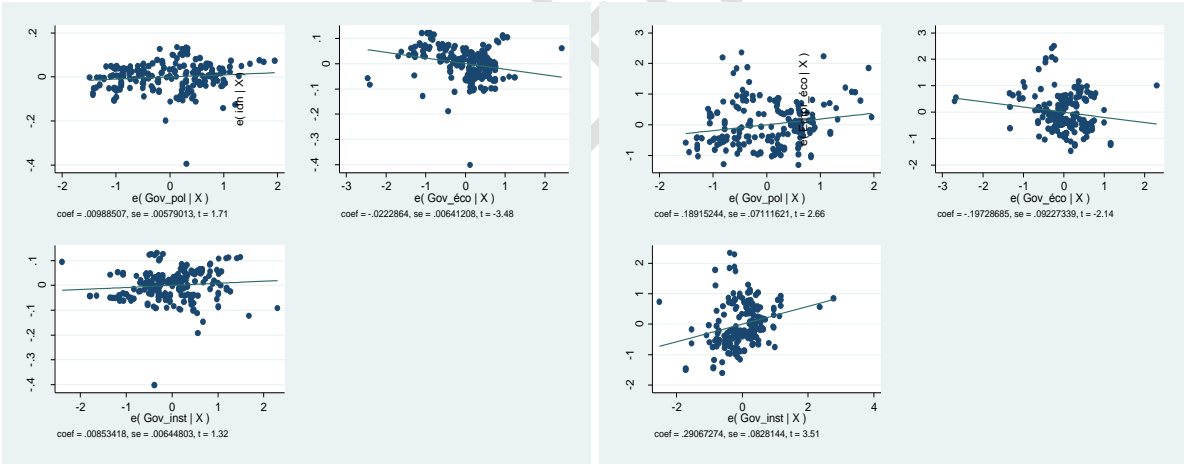 .2
0
-.2
-.4
e( idh | X )
-2 -1 0 1 2
e( Gov_pol | X )
coef = .00988507, se = .00579013, t = 1.71
.1
0
-.1
-.2
-.3
-.4
-3 -2 -1 0 1 2
e( Gov_éco | X )
coef = -.0222864, se = .00641208, t = -3.48
.1
0
-.1
-.2
-.3
-.4
-2 -1 0 1 2
e( Gov_inst | X )
coef = .00853418, se = .00644803, t = 1.32
3
2
1
0
-1
éco | X )
-2 -1 0 1 2
e( Gov_pol | X )
coef = .18915244, se = .07111621, t = 2.66
3
2
1
0
-1
-2
-3 -2 -1 0 1 2
e( Gov_éco | X )
coef = -.19728685, se = .09227339, t = -2.14
2
1
0
-1
-2
-2 0 2 4
e( Gov_inst | X )
coef = .29067274, se = .0828144, t = 3.51